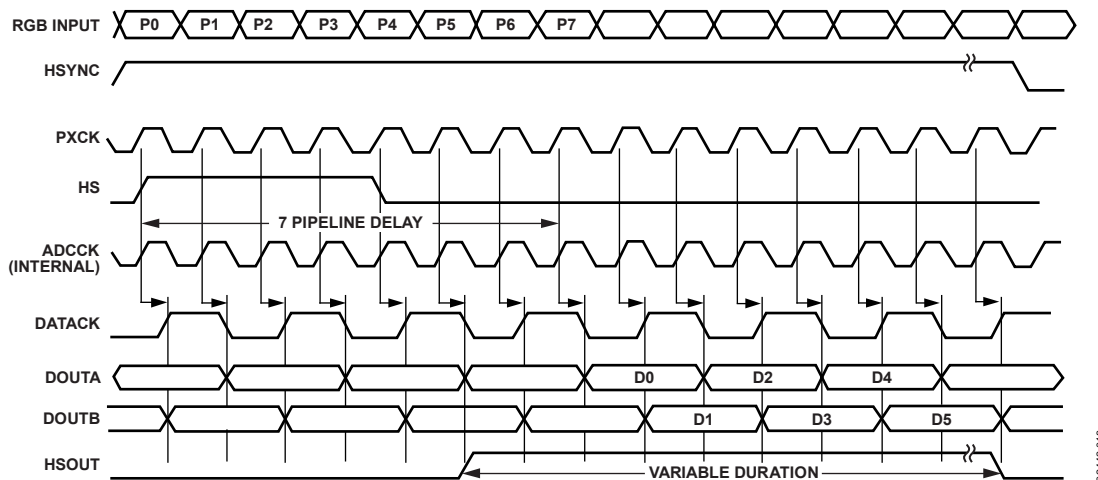 RGB INPUT P0 P1 P2 P3 P4 P5 P6 P7
HSYNC
PXCK
HS
7 PIPELINE DELAY
ADCCK
(INTERNAL)
DATACK
DOUTA D0 D2 D4
DOUTB D1 D3 D5
HSOUT VARIABLE DURATION